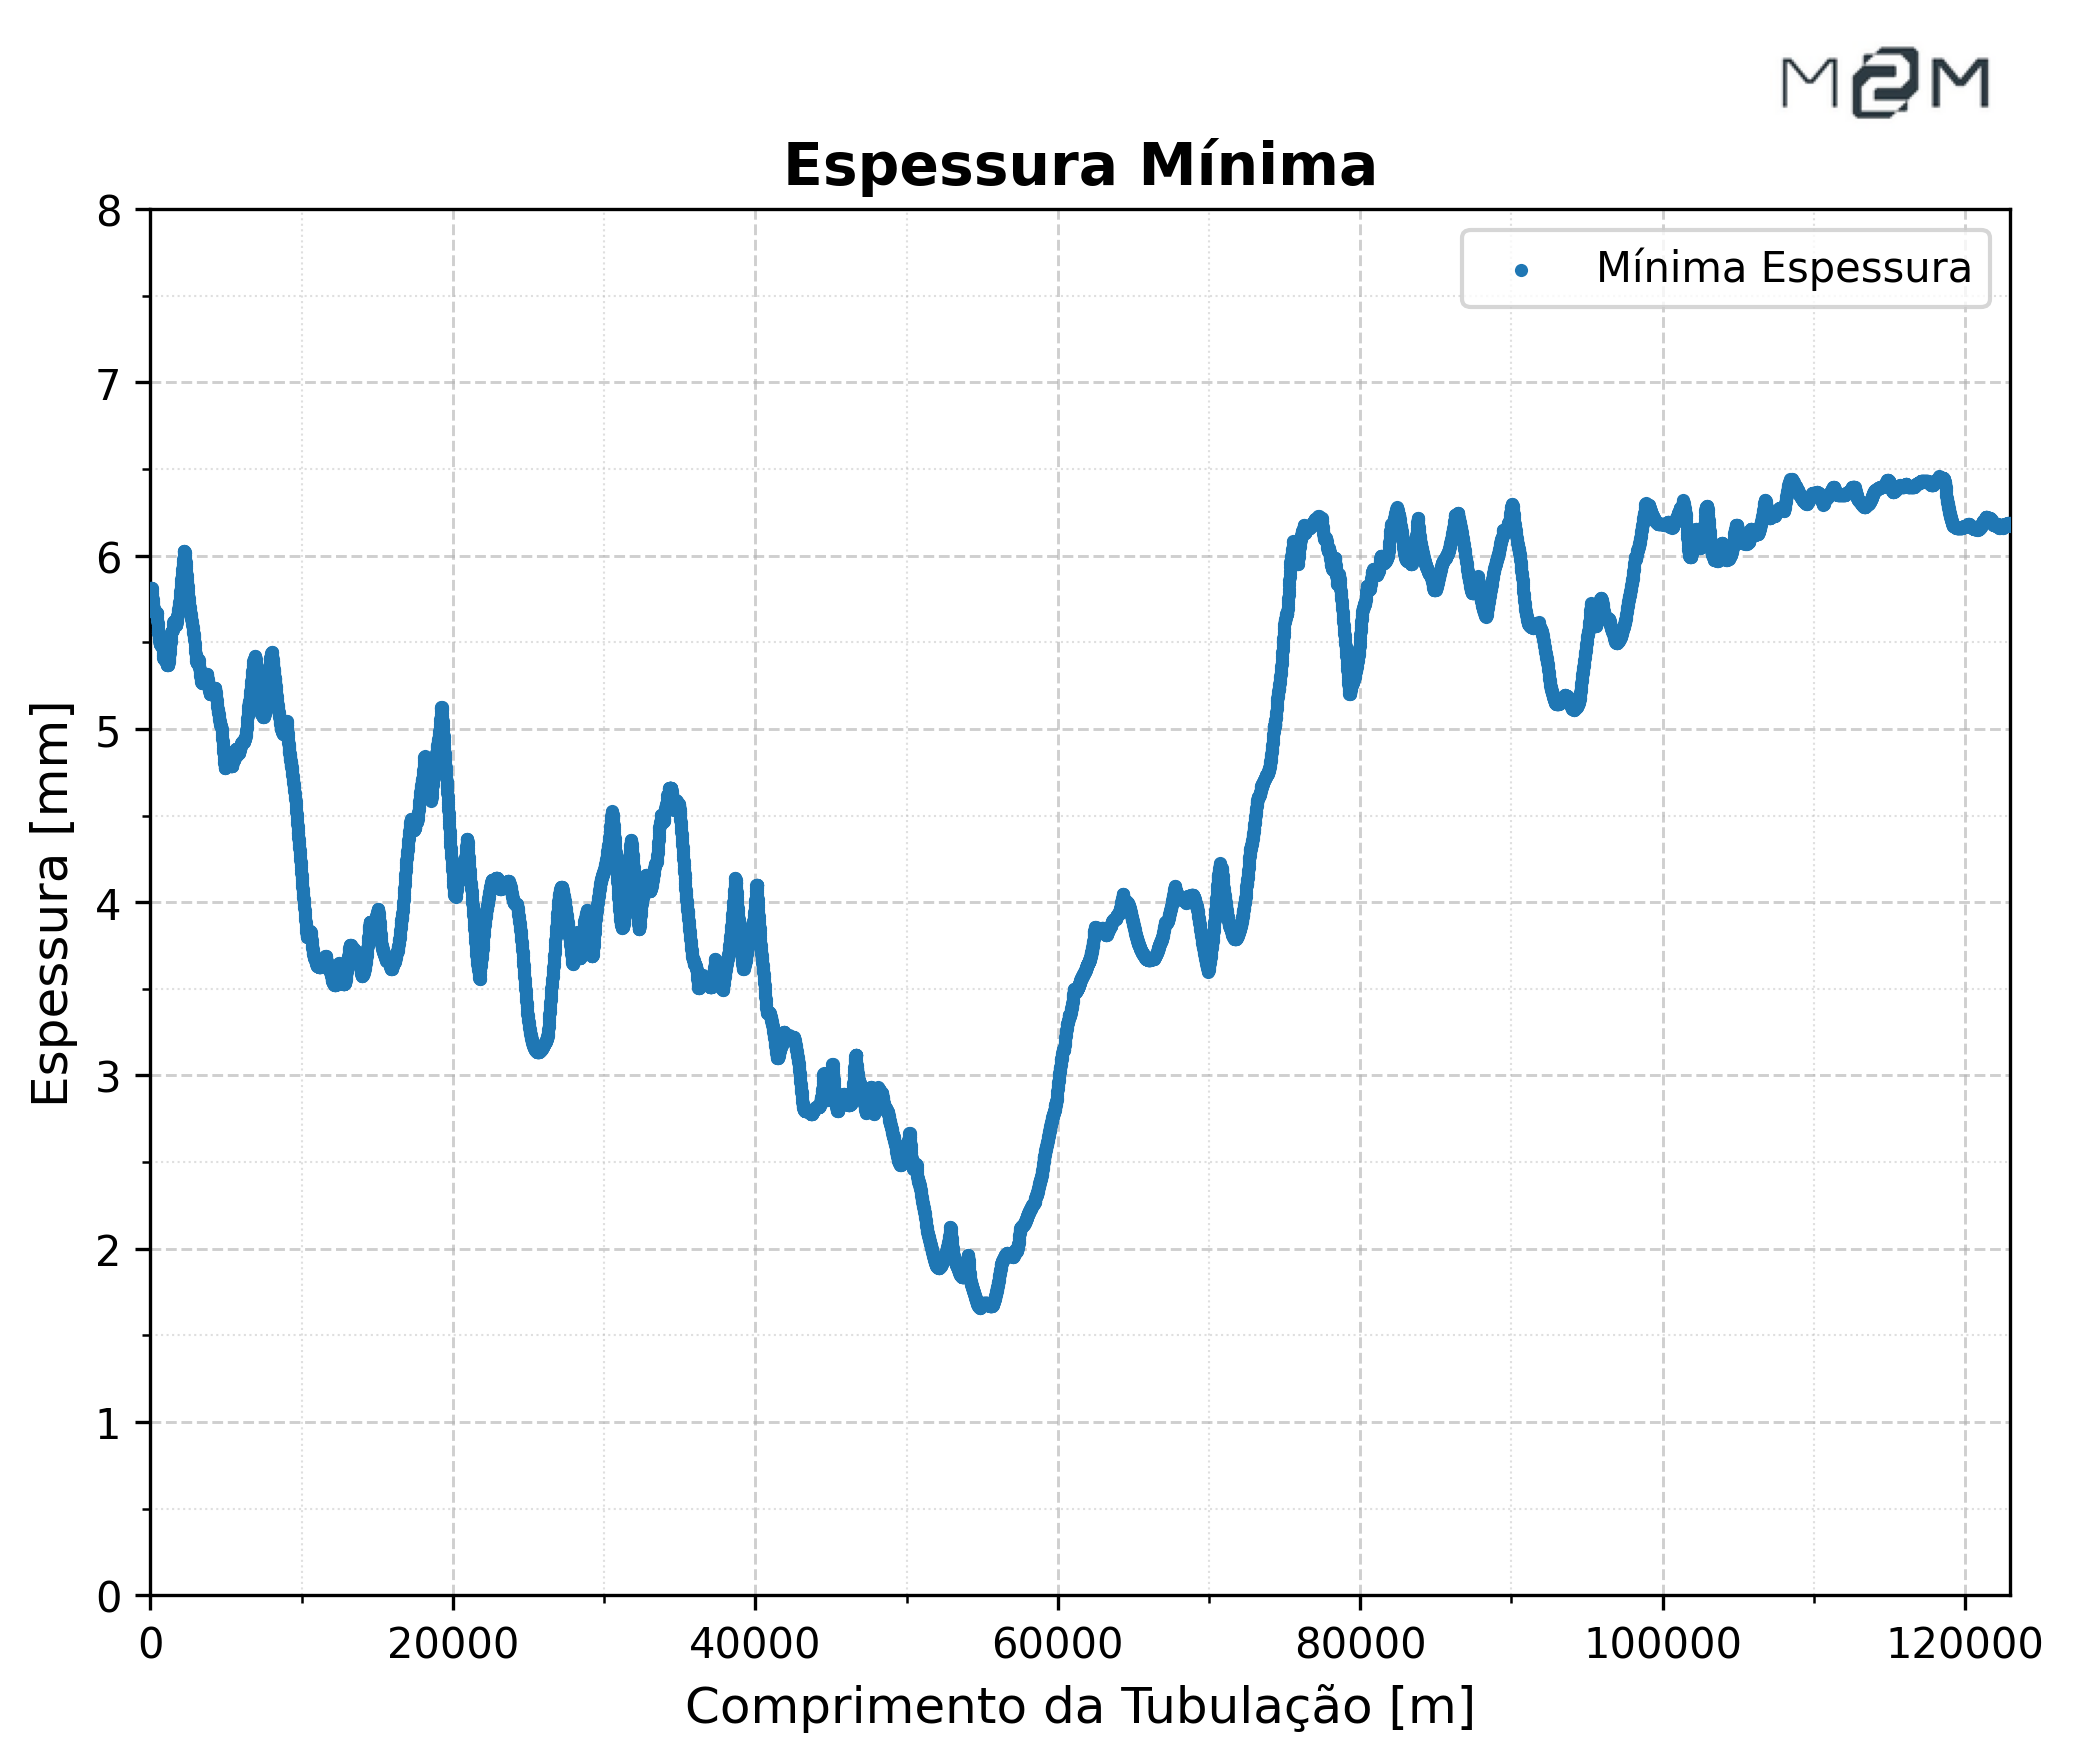 M2M
Espessura Mínima
Mínima Espessura
Espessura [mm]
8
7
6
5
4
3
2
1
0
0 20000 40000 60000 80000 100000 120000
Comprimento da Tubulação [m]